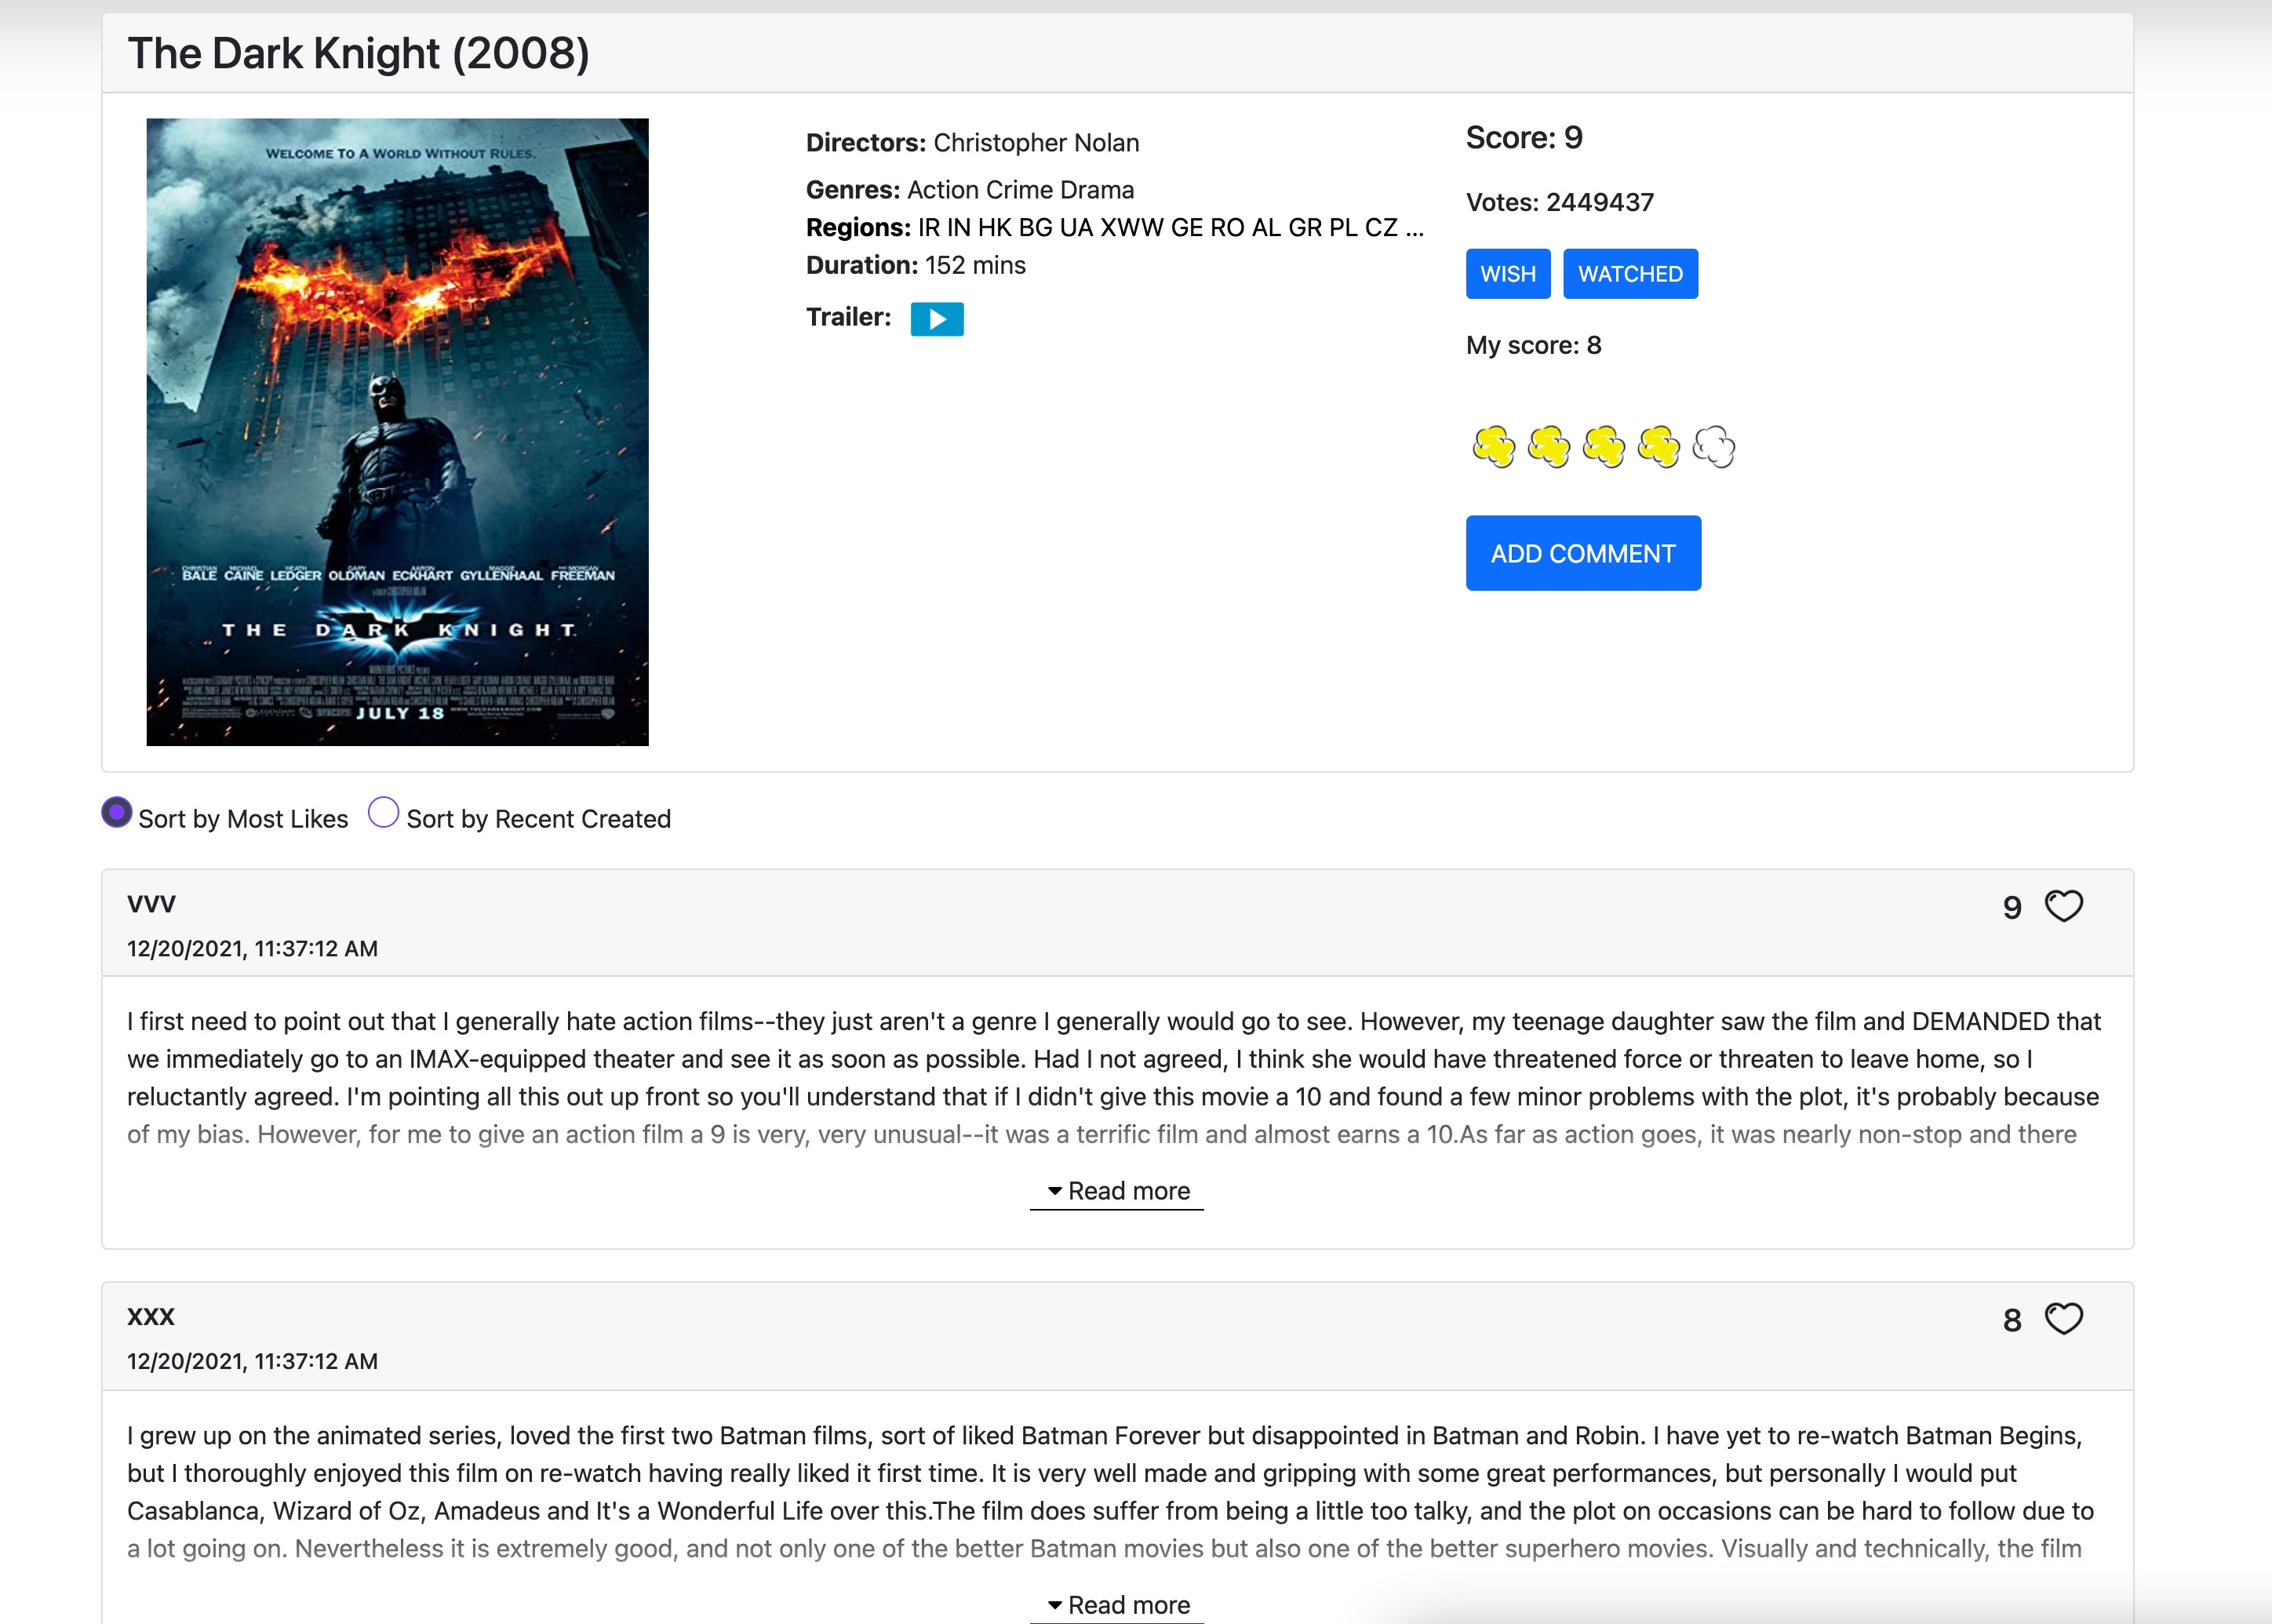 The Dark Knight (2008)
WELCOME TO A WORLD WITHOUT RULES.
CHRISTIAN BALE MICHAEL CAINE HEATH LEDGER GARY OLDMAN AARON ECKHART MAGGIE GYLLENHAAL AND MORGAN FREEMAN
THE DARK KNIGHT
JULY 18
Directors: Christopher Nolan
Genres: Action Crime Drama
Regions: IR IN HK BG UA XWW GE RO AL GR PL CZ ...
Duration: 152 mins
Trailer:
Score: 9
Votes: 2449437
WISH WATCHED
My score: 8
ADD COMMENT
Sort by Most Likes Sort by Recent Created
VVV 9
12/20/2021, 11:37:12 AM
I first need to point out that I generally hate action films--they just aren't a genre I generally would go to see. However, my teenage daughter saw the film and DEMANDED that
we immediately go to an IMAX-equipped theater and see it as soon as possible. Had I not agreed, I think she would have threatened force or threaten to leave home, so I
reluctantly agreed. I'm pointing all this out up front so you'll understand that if I didn't give this movie a 10 and found a few minor problems with the plot, it's probably because
of my bias. However, for me to give an action film a 9 is very, very unusual--it was a terrific film and almost earns a 10.As far as action goes, it was nearly non-stop and there
Read more
XXX 8
12/20/2021, 11:37:12 AM
I grew up on the animated series, loved the first two Batman films, sort of liked Batman Forever but disappointed in Batman and Robin. I have yet to re-watch Batman Begins,
but I thoroughly enjoyed this film on re-watch having really liked it first time. It is very well made and gripping with some great performances, but personally I would put
Casablanca, Wizard of Oz, Amadeus and It's a Wonderful Life over this.The film does suffer from being a little too talky, and the plot on occasions can be hard to follow due to
a lot going on. Nevertheless it is extremely good, and not only one of the better Batman movies but also one of the better superhero movies. Visually and technically, the film
Read more